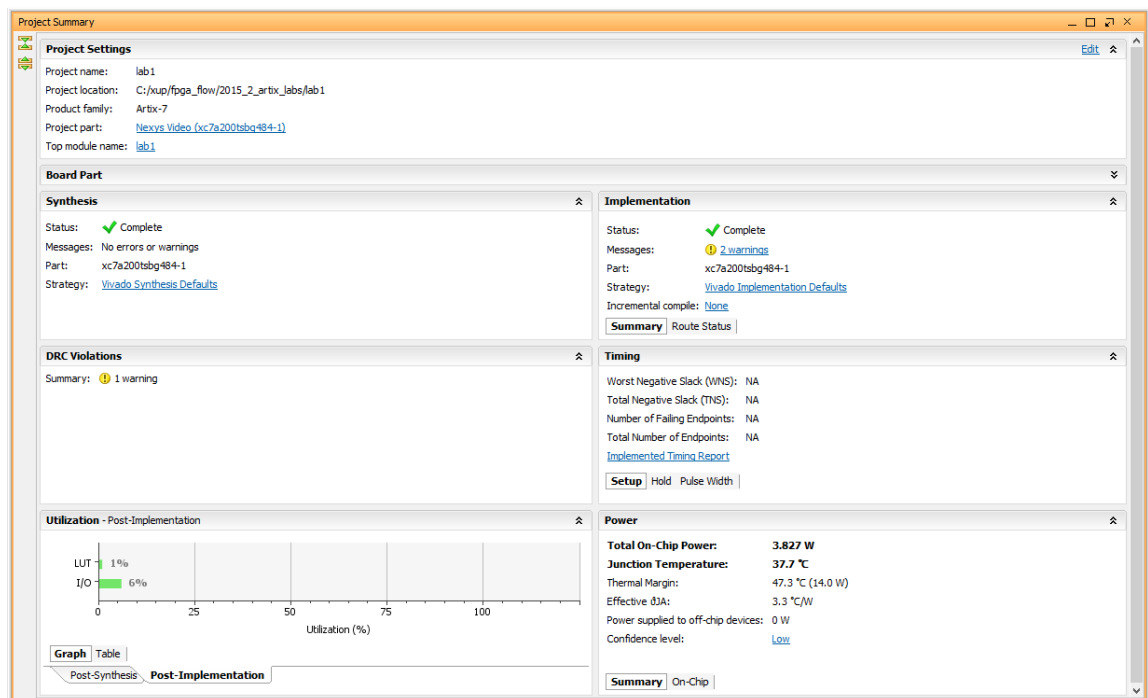 Project Summary
Project Settings
Edit
Project name: lab1
Project location: C:/xup/fpga_flow/2015_2_artix_labs/lab1
Product family: Artix-7
Project part: Nexys Video (xc7a200tsbg484-1)
Top module name: lab1
Board Part
Synthesis
Status: Complete
Messages: No errors or warnings
Part: xc7a200tsbg484-1
Strategy: Vivado Synthesis Defaults
Implementation
Status: Complete
Messages: 2 warnings
Part: xc7a200tsbg484-1
Strategy: Vivado Implementation Defaults
Incremental compile: None
Summary Route Status
DRC Violations
Summary: 1 warning
Timing
Worst Negative Slack (WNS): NA
Total Negative Slack (TNS): NA
Number of Failing Endpoints: NA
Total Number of Endpoints: NA
Implemented Timing Report
Setup Hold Pulse Width
Utilization - Post-Implementation
LUT 1%
I/O 6%
0 25 50 75 100
Utilization (%)
Graph Table
Post-Synthesis Post-Implementation
Power
Total On-Chip Power: 3.827 W
Junction Temperature: 37.7 °C
Thermal Margin: 47.3 °C (14.0 W)
Effective ϑJA: 3.3 °C/W
Power supplied to off-chip devices: 0 W
Confidence level: Low
Summary On-Chip